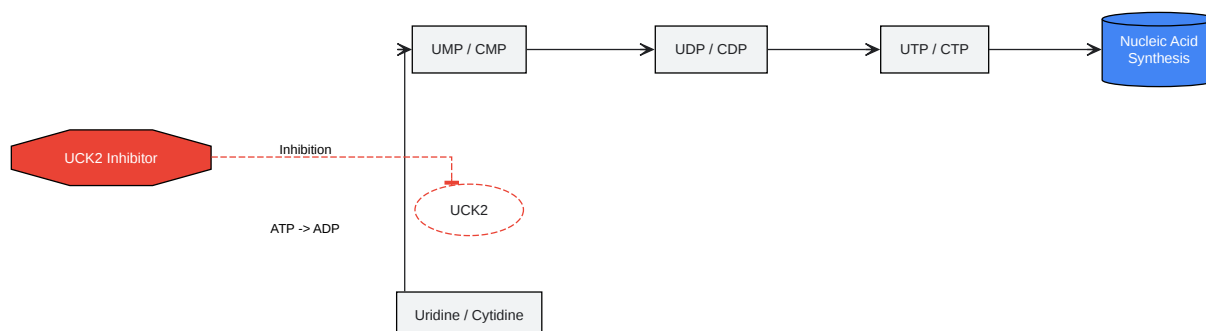 UMP / CMP
UDP / CDP
UTP / CTP
Nucleic Acid
Synthesis
UCK2 Inhibitor
Inhibition
UCK2
ATP -> ADP
Uridine / Cytidine